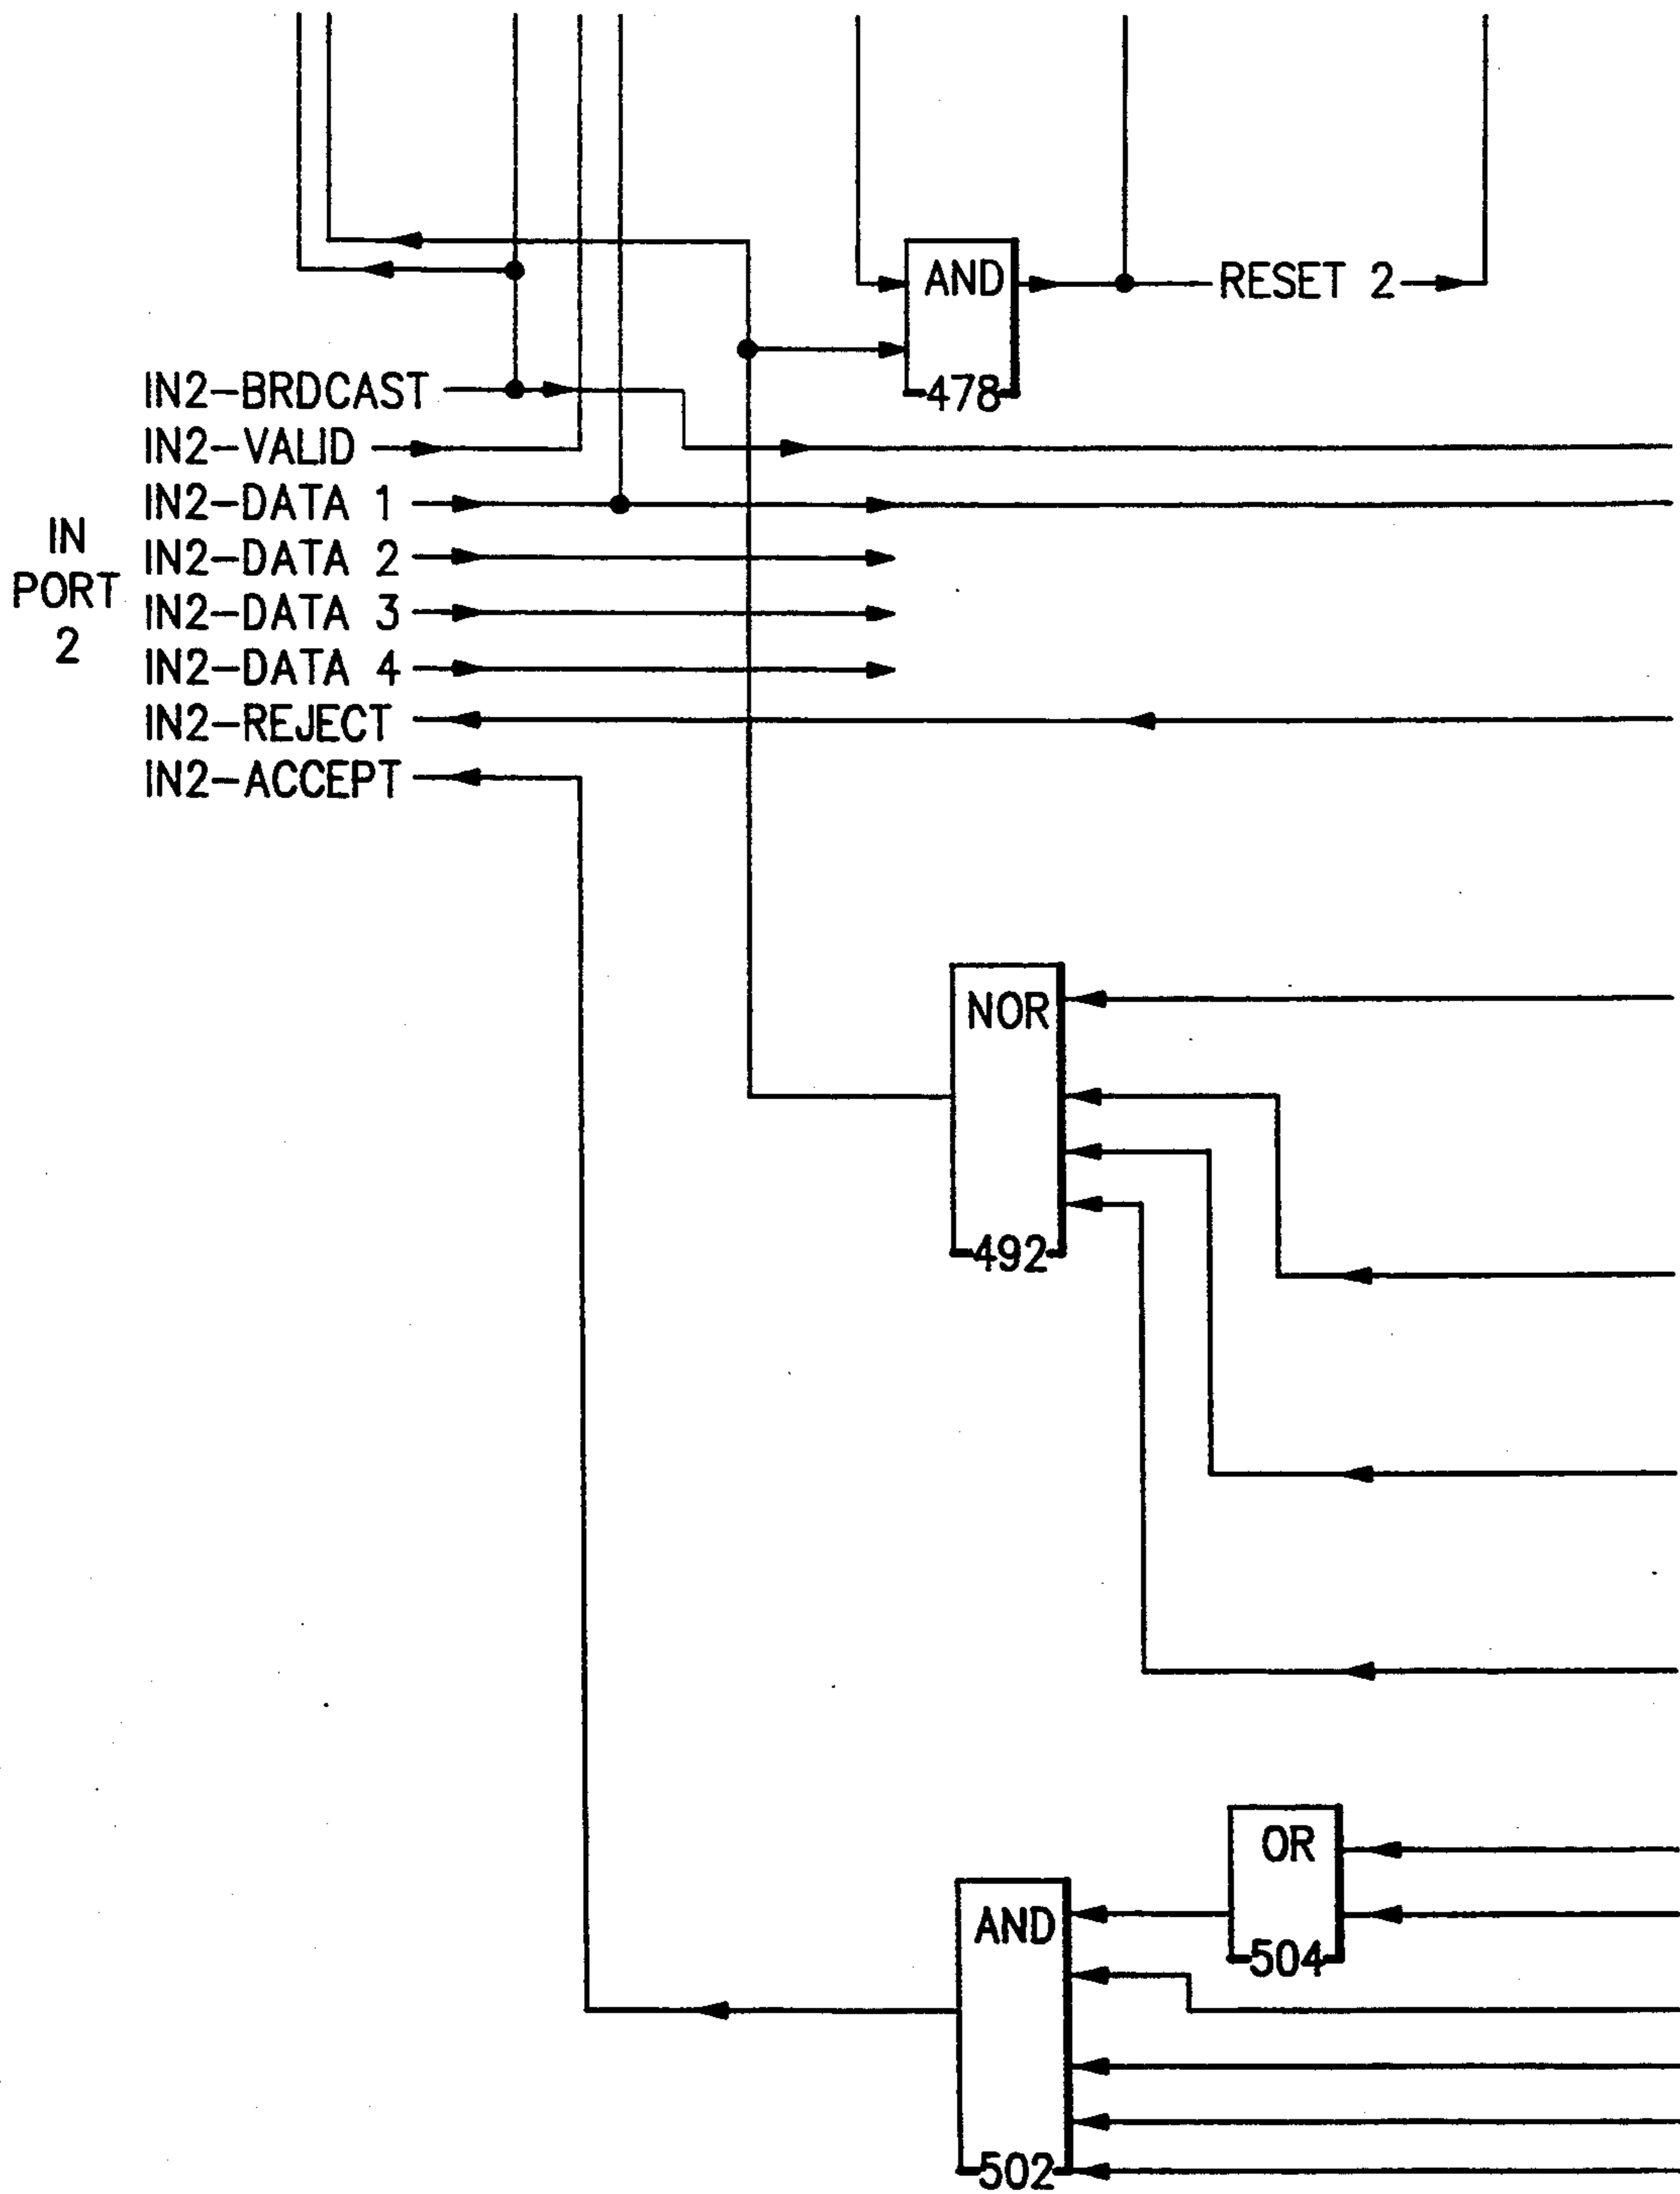 AND
RESET 2
478
IN2-BRDCAST
IN2-VALID
IN2-DATA 1
IN2-DATA 2
IN2-DATA 3
IN2-DATA 4
IN2-REJECT
IN2-ACCEPT
IN
PORT
2
NOR
492
OR
504
AND
502